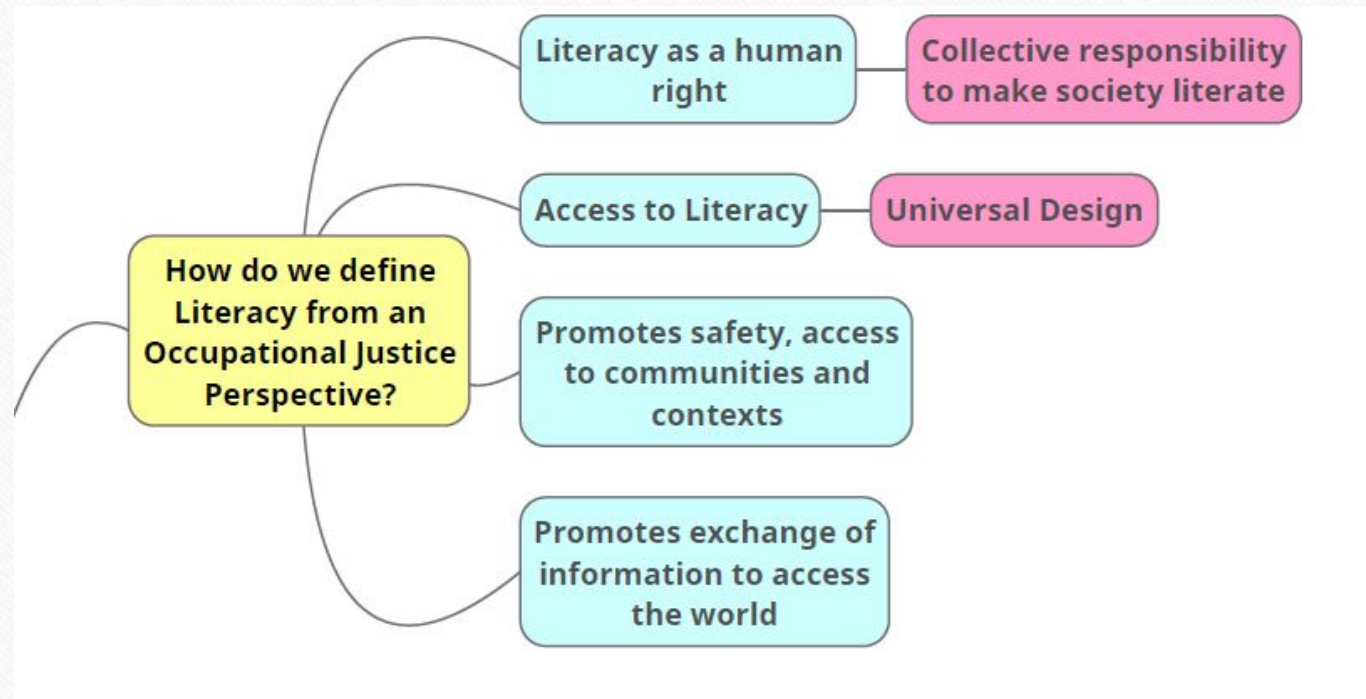 How do we define
Literacy from an
Occupational Justice
Perspective?
Literacy as a human
right
Collective responsibility
to make society literate
Access to Literacy
Universal Design
Promotes safety, access
to communities and
contexts
Promotes exchange of
information to access
the world